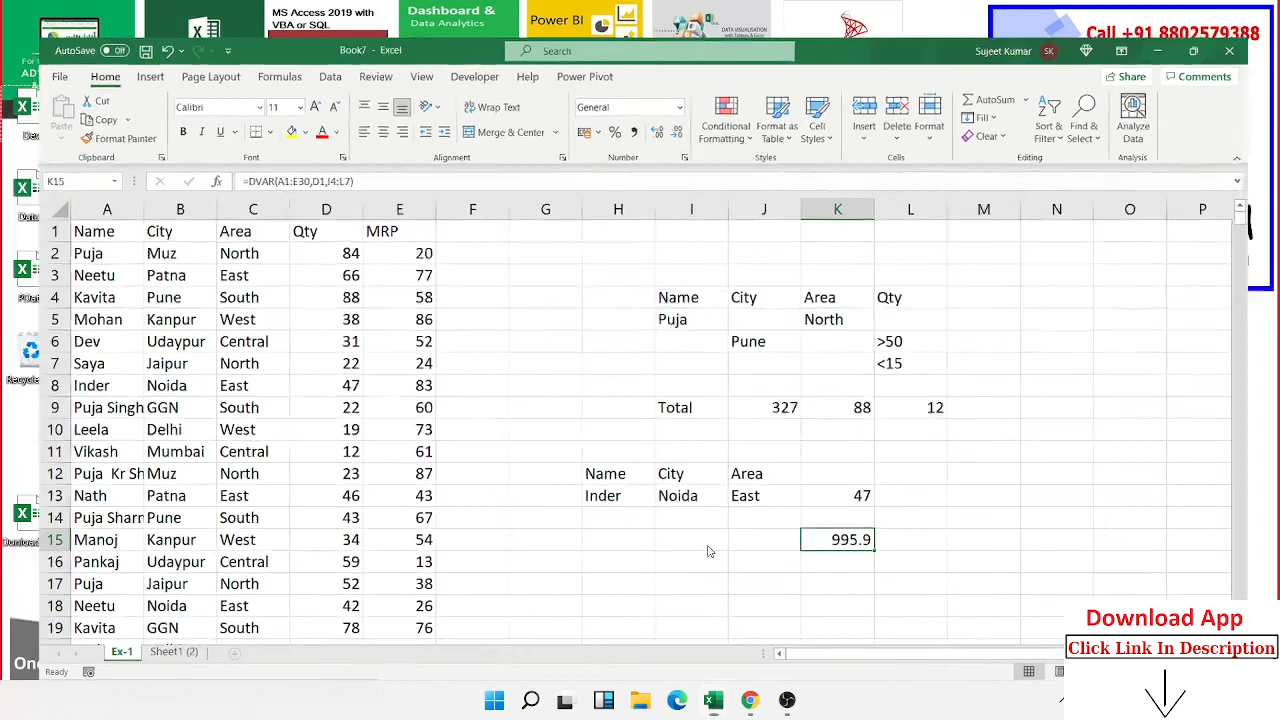 MS Access 2019 with
VBA or SQL
Dashboard &
Data Analytics
Power BI
Call +91 8802579388
AutoSave Off
Book7 - Excel
Search
Sujeet Kumar SK
File Home Insert Page Layout Formulas Data Review View Developer Help Power Pivot
Share Comments
Paste Cut Copy Format Painter
Calibri 11
B I U
Wrap Text
Merge & Center
General
Conditional Formatting
Format as Table
Cell Styles
Insert Delete Format
AutoSum
Fill
Clear
Sort & Filter
Find & Select
Analyze Data
Clipboard Font Alignment Number Styles Cells Editing Analysis
K15 fx =DVAR(A1:E30,D1,I4:L7)
A B C D E F G H I J K L M N O P
1 Name City Area Qty MRP
2 Puja Muz North 84 20
3 Neetu Patna East 66 77
4 Kavita Pune South 88 58 Name City Area Qty
5 Mohan Kanpur West 38 86 Puja North
6 Dev Udaypur Central 31 52 Pune >50
7 Saya Jaipur North 22 24 <15
8 Inder Noida East 47 83
9 Puja Singh GGN South 22 60 Total 327 88 12
10 Leela Delhi West 19 73
11 Vikash Mumbai Central 12 61
12 Puja Kr Sh Muz North 23 87 Name City Area
13 Nath Patna East 46 43 Inder Noida East 47
14 Puja Sharm Pune South 43 67
15 Manoj Kanpur West 34 54 995.9
16 Pankaj Udaypur Central 59 13
17 Puja Jaipur North 52 38
18 Neetu Noida East 42 26
19 Kavita GGN South 78 76
Ex-1 Sheet1 (2)
Ready
Download App
Click Link In Description